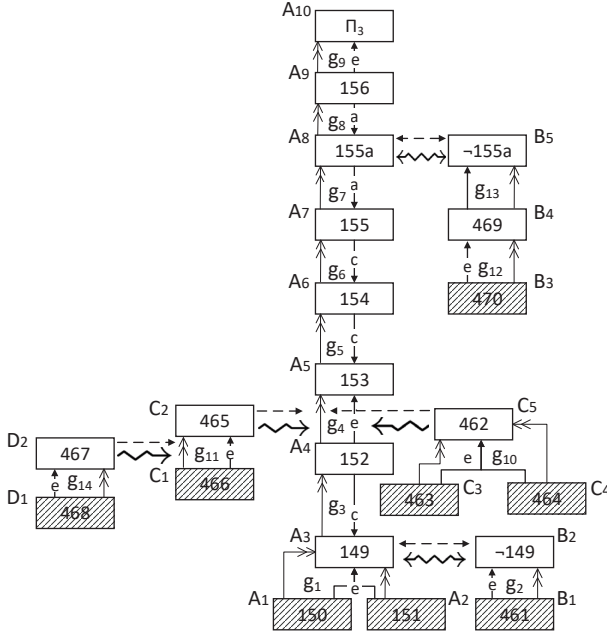 A10 Π3
g9 e
A9 156
g8 a
A8 155a ¬155a B5
g7 a g13
A7 155 469 B4
g6 c e g12
A6 154 470 B3
g5 c
A5 153
C2 465 g4 e 462 C5
D2 467 g11 e A4 152 e g10
C1 466 463 C3 464 C4
e g14 g3 c
D1 468
A3 149 ¬149 B2
g1 e e g2
A1 150 151 A2 461 B1